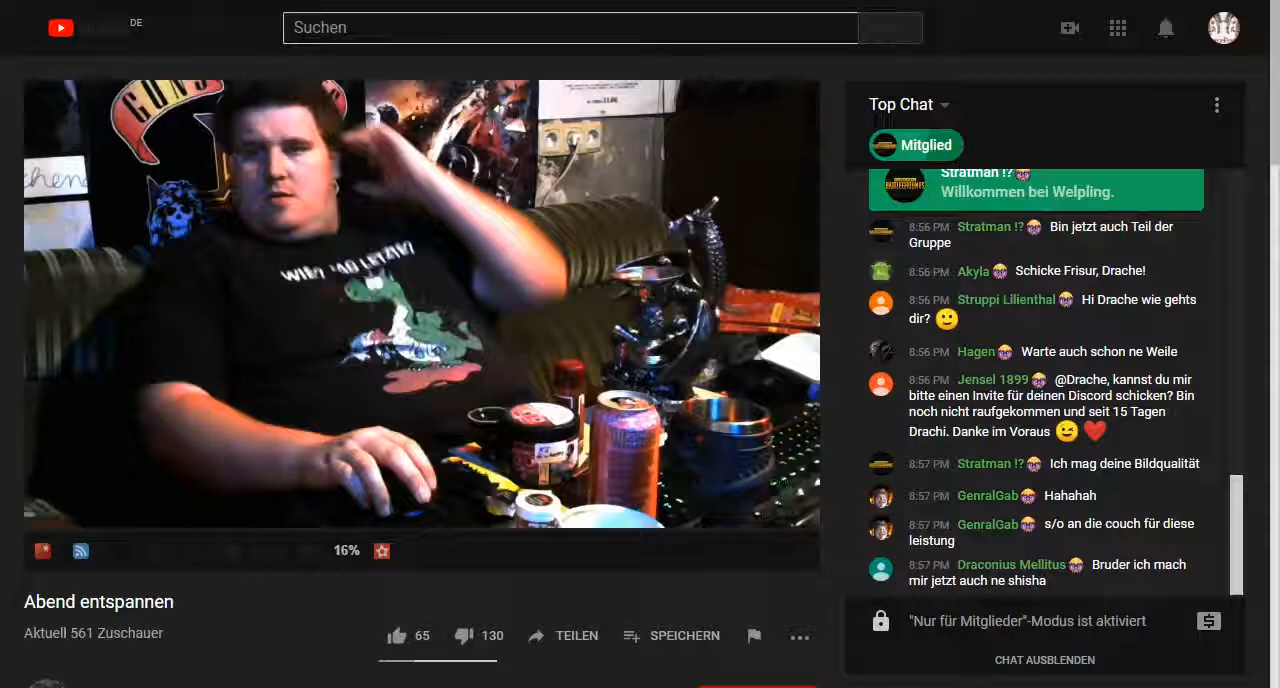 DE
Suchen
GUNS
chend
WIEN TAG LETZTE!
Top Chat
Mitglied
Stratman !?
Willkommen bei Welpling.
8:56 PM Stratman !? Bin jetzt auch Teil der
Gruppe
8:56 PM Akyla Schicke Frisur, Drache!
8:56 PM Struppi Lilienthal Hi Drache wie gehts
dir? 🙂
8:56 PM Hagen Warte auch schon ne Weile
8:56 PM Jensel 1899 @Drache, kannst du mir
bitte einen Invite für deinen Discord schicken? Bin
noch nicht raufgekommen und seit 15 Tagen
Drachi. Danke im Voraus 😉❤️
8:57 PM Stratman !? Ich mag deine Bildqualität
8:57 PM GenralGab Hahahah
8:57 PM GenralGab s/o an die couch für diese
leistung
8:57 PM Draconius Mellitus Bruder ich mach
mir jetzt auch ne shisha
"Nur für Mitglieder"-Modus ist aktiviert
CHAT AUSBLENDEN
16%
Abend entspannen
Aktuell 561 Zuschauer
65 130 TEILEN SPEICHERN